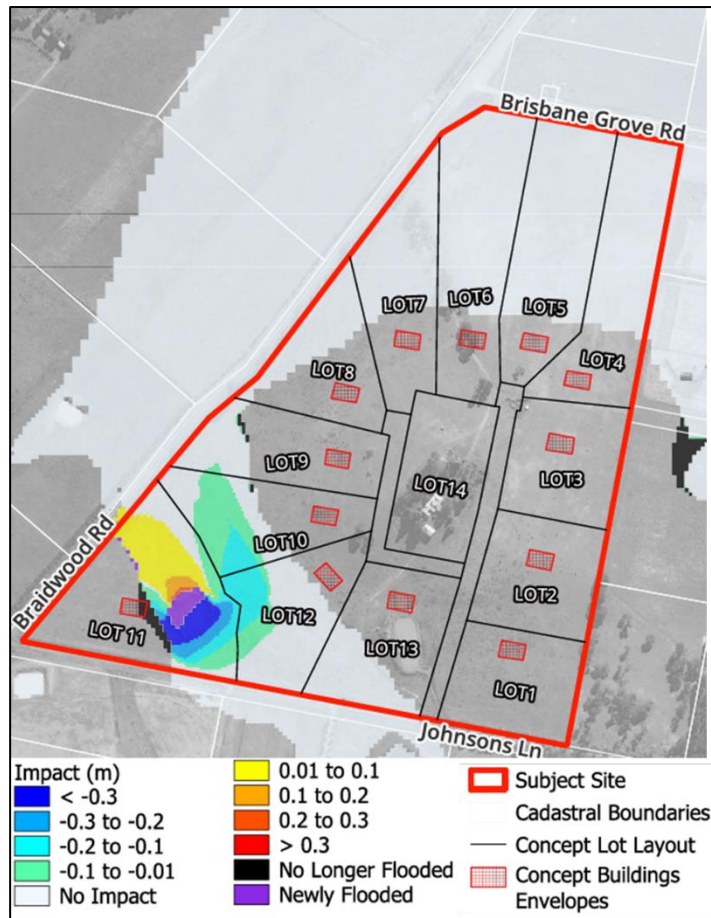 Brisbane Grove Rd
LOT7
LOT6
LOT5
LOT4
LOT8
LOT3
LOT9
LOT14
LOT10
LOT2
Braidwood Rd
LOT 11
LOT12
LOT13
LOT1
Johnsons Ln
Impact (m)
< -0.3
-0.3 to -0.2
-0.2 to -0.1
-0.1 to -0.01
No Impact
0.01 to 0.1
0.1 to 0.2
0.2 to 0.3
> 0.3
No Longer Flooded
Newly Flooded
Subject Site
Cadastral Boundaries
Concept Lot Layout
Concept Buildings
Envelopes